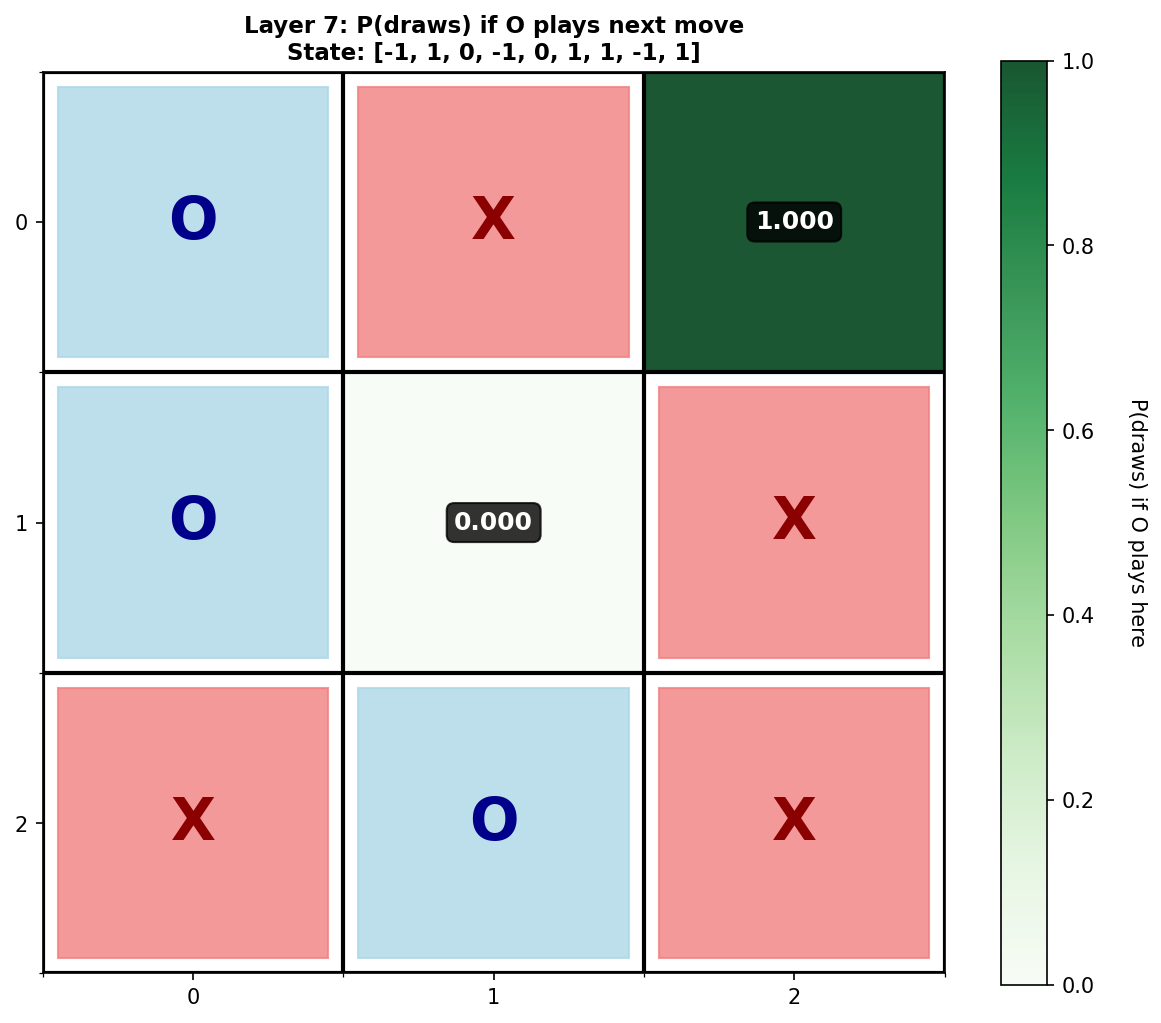 Layer 7: P(draws) if O plays next move
State: [-1, 1, 0, -1, 0, 1, 1, -1, 1]
O
X
1.000
O
0.000
X
X
O
X
0
1
2
0
1
2
1.0
0.8
0.6
0.4
0.2
0.0
P(draws) if O plays here